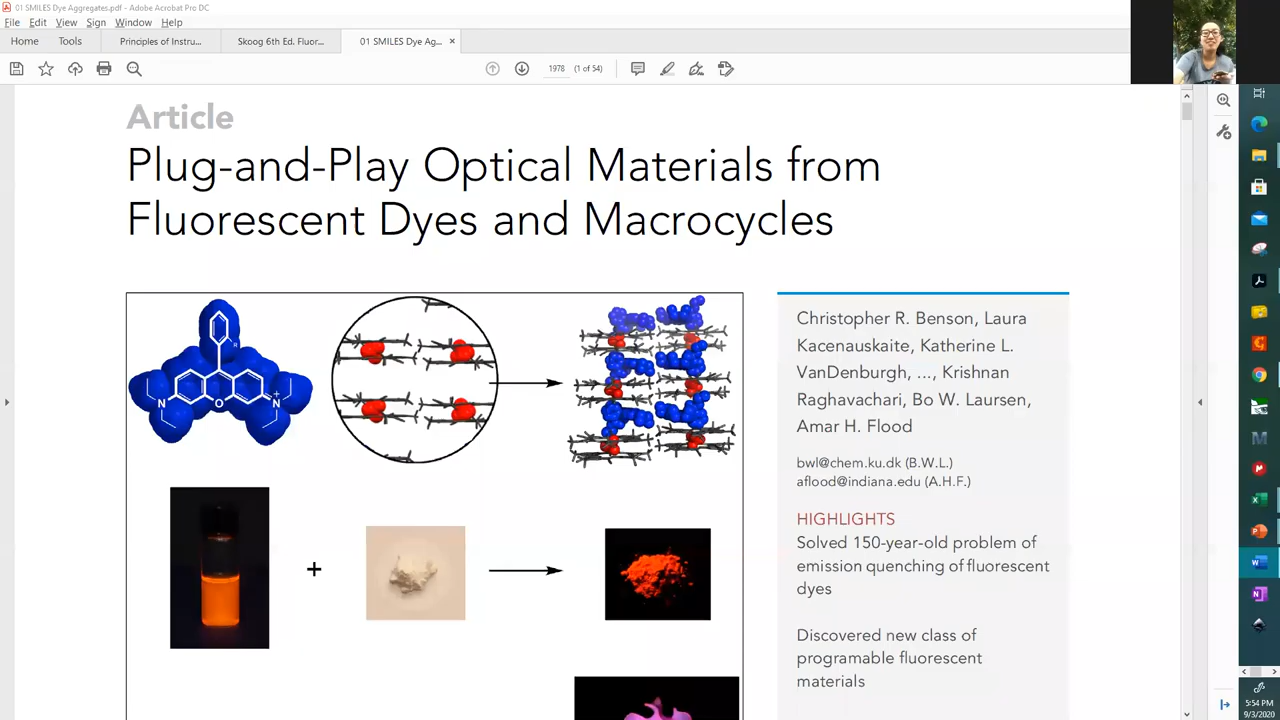 01 SMILES Dye Aggregates.pdf - Adobe Acrobat Pro DC
File Edit View Sign Window Help
Home Tools Principles of Instru... Skoog 6th Ed. Fluor... 01 SMILES Dye Ag... ×
1978 (1 of 54)
Article
Plug-and-Play Optical Materials from
Fluorescent Dyes and Macrocycles
R
N
O
N
+
+
Christopher R. Benson, Laura
Kacenauskaite, Katherine L.
VanDenburgh, ..., Krishnan
Raghavachari, Bo W. Laursen,
Amar H. Flood
bwl@chem.ku.dk (B.W.L.)
aflood@indiana.edu (A.H.F.)
HIGHLIGHTS
Solved 150-year-old problem of
emission quenching of fluorescent
dyes
Discovered new class of
programable fluorescent
materials
5:54 PM
9/3/2020